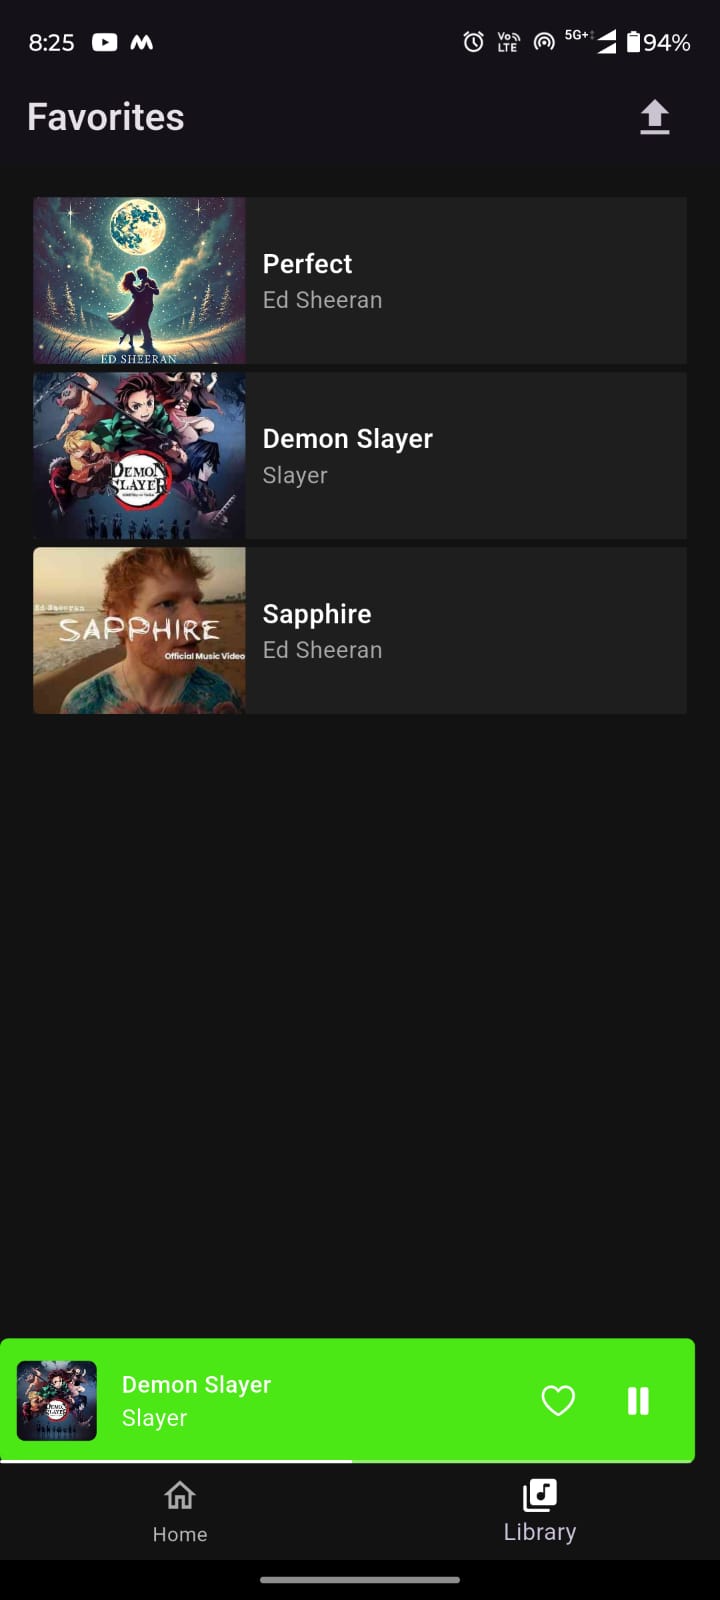 8:25
Vo
LTE
5G+
94%
Favorites
ED SHEERAN
Perfect
Ed Sheeran
DEMON
SLAYER
Demon Slayer
Slayer
Ed Sheeran
SAPPHIRE
Official Music Video
Sapphire
Ed Sheeran
Demon Slayer
Slayer
Home
Library